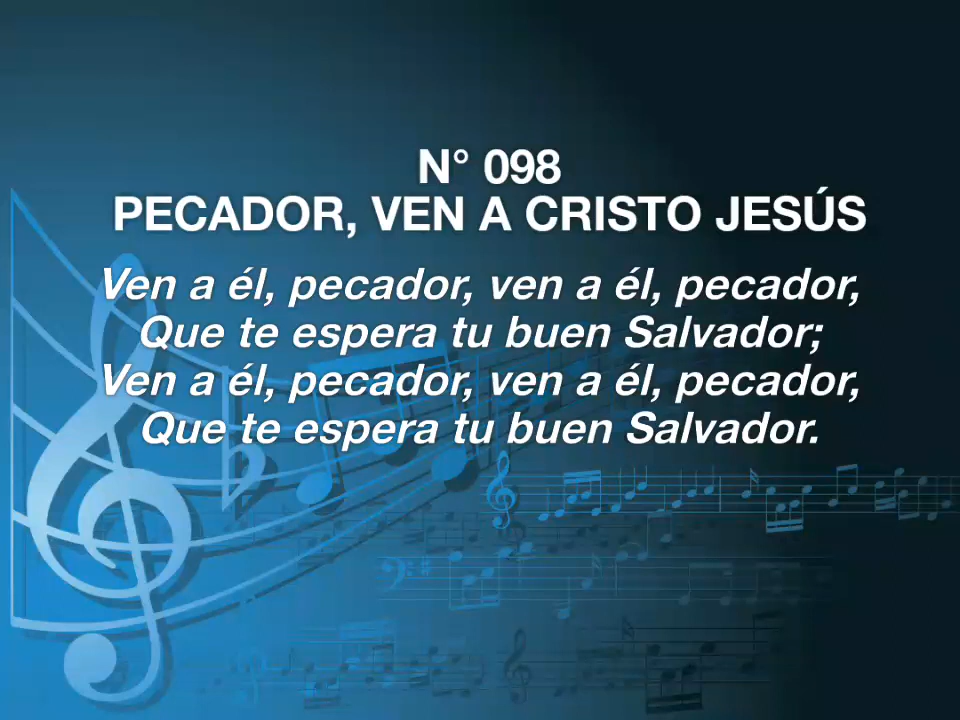 N° 098
PECADOR, VEN A CRISTO JESÚS
Ven a él, pecador, ven a él, pecador,
Que te espera tu buen Salvador;
Ven a él, pecador, ven a él, pecador,
Que te espera tu buen Salvador.